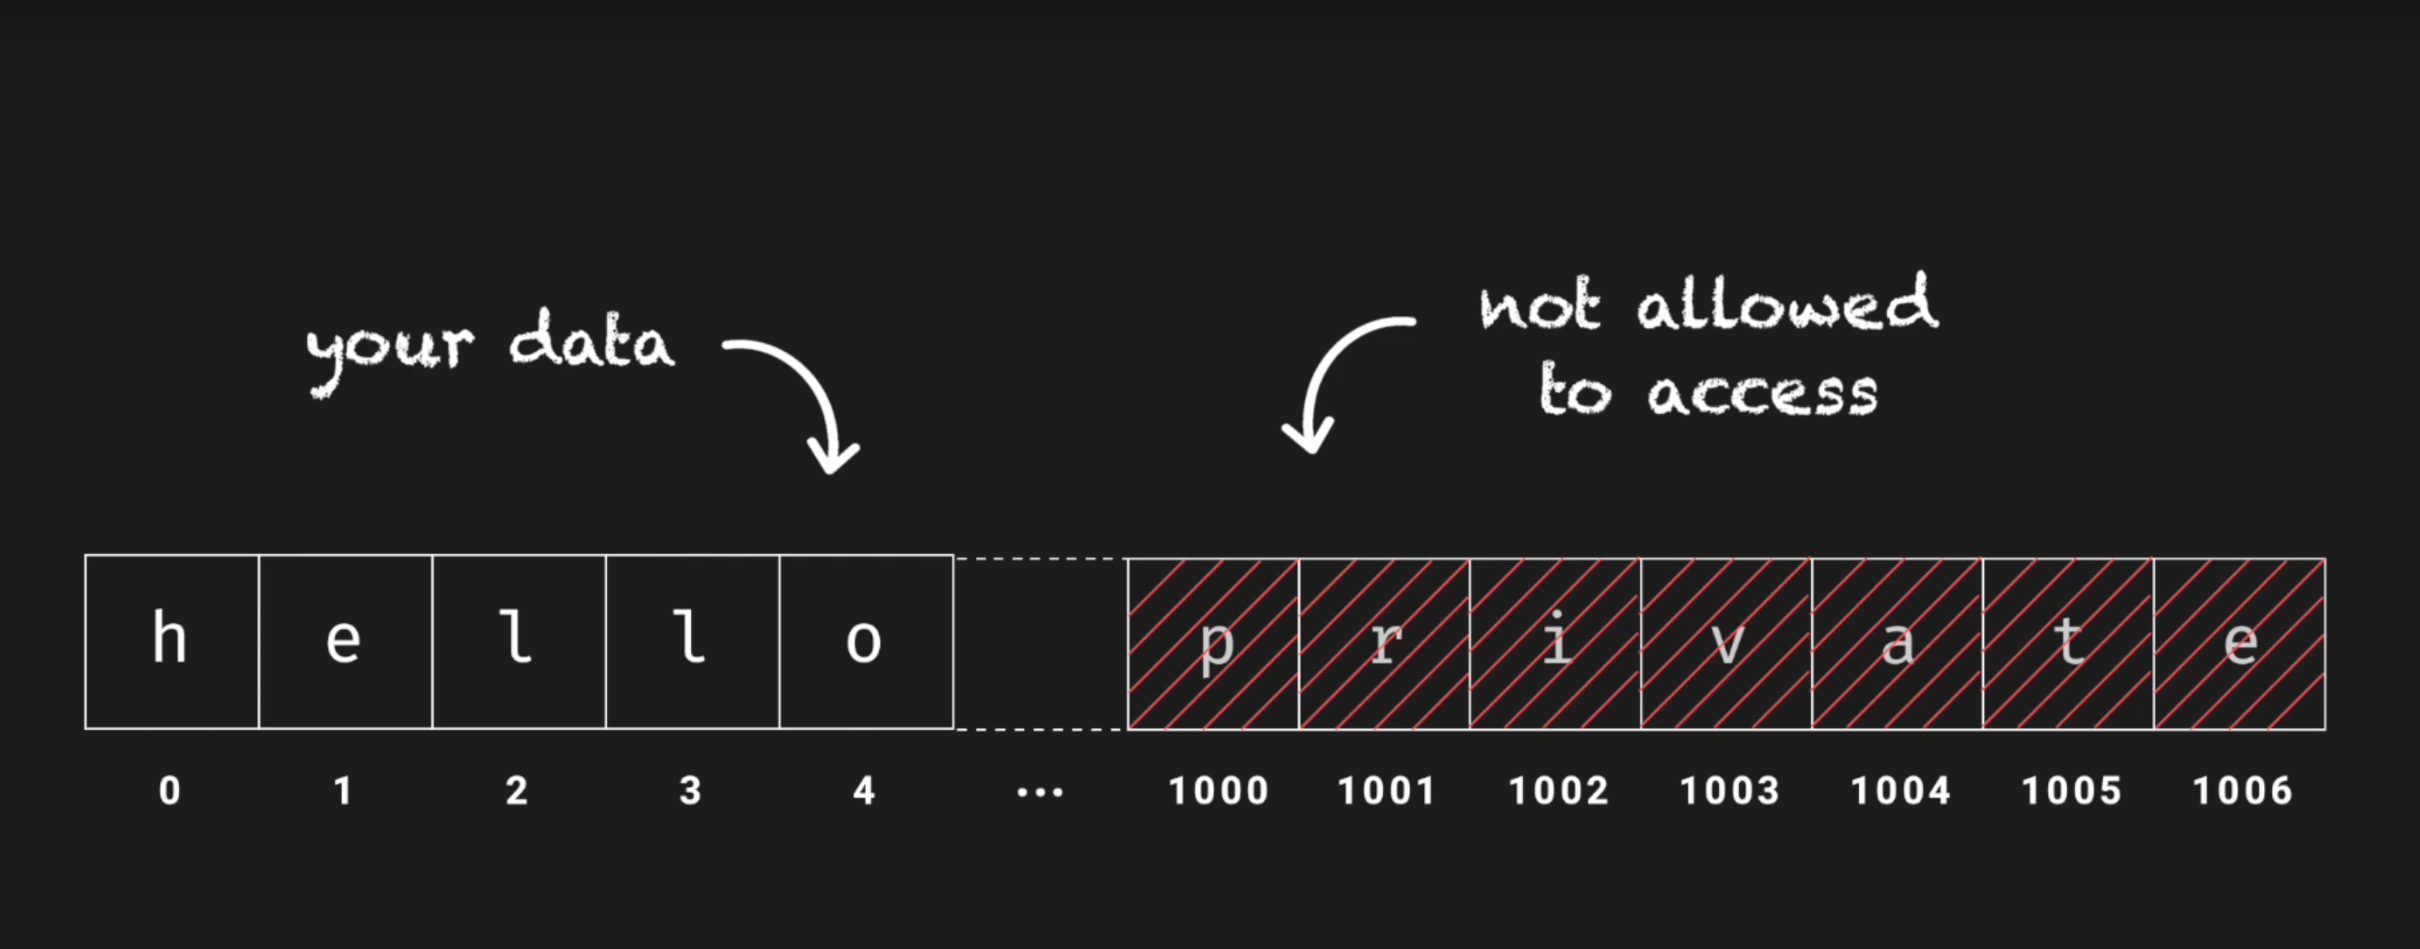 your data
not allowed
to access
h e l l o p r i v a t e
0 1 2 3 4 ... 1000 1001 1002 1003 1004 1005 1006